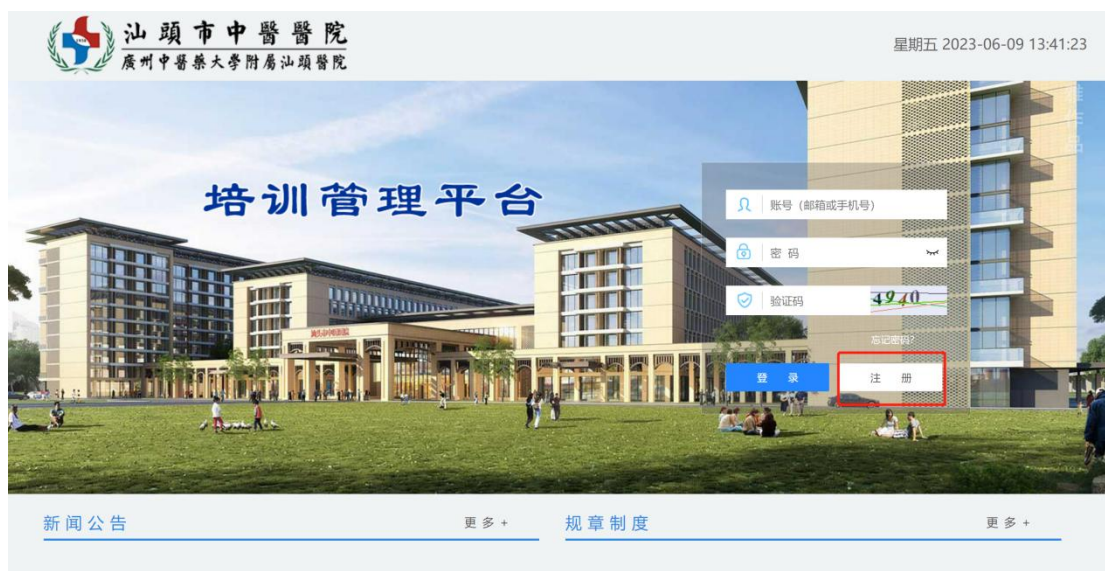 汕頭市中醫醫院
廣州中醫藥大学附屬汕頭醫院
星期五 2023-06-09 13:41:23
培训管理平台
账号 (邮箱或手机号)
密 码
验证码
4940
忘记密码?
登 录
注 册
新闻公告
更多+
规章制度
更多+